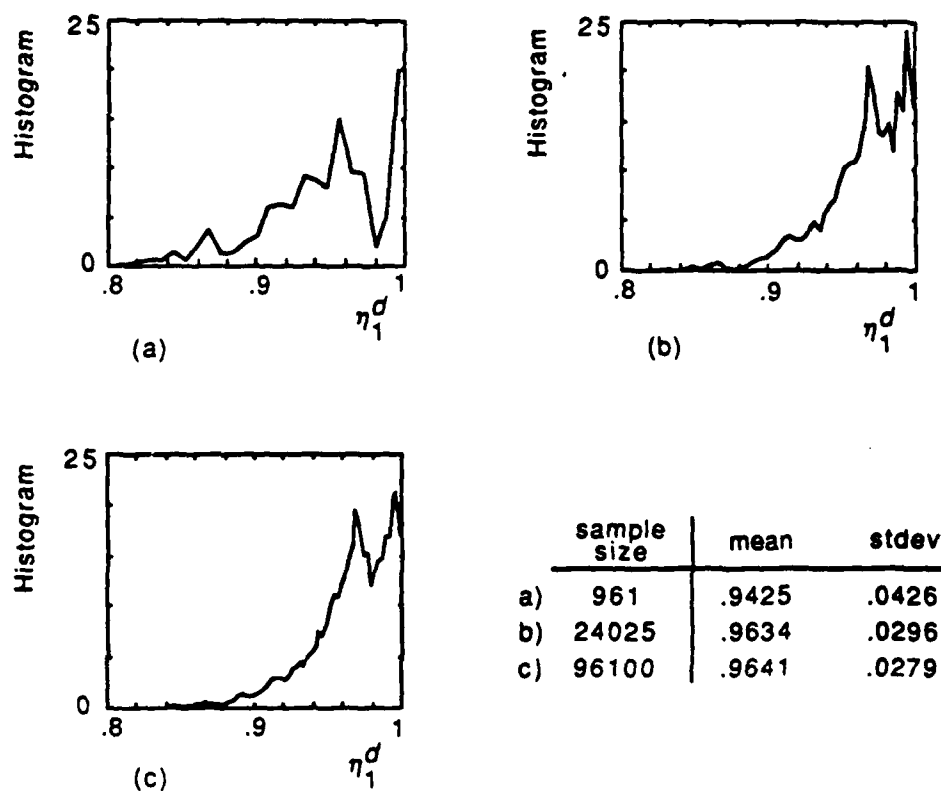 25
Histogram
0
.8
.9
1
η₁ᵈ
(a)
25
Histogram
0
.8
.9
1
η₁ᵈ
(b)
25
Histogram
0
.8
.9
1
η₁ᵈ
(c)
sample size mean stdev
a) 961 .9425 .0426
b) 24025 .9634 .0296
c) 96100 .9641 .0279